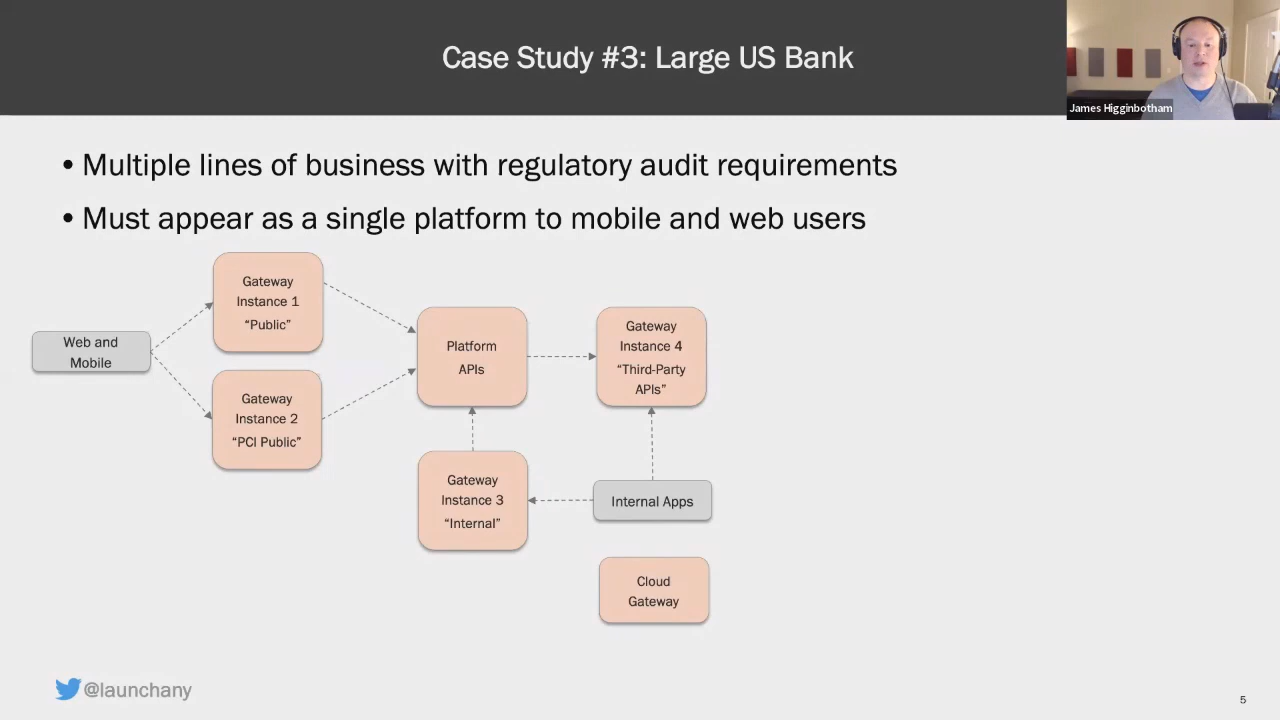 Case Study #3: Large US Bank
James Higginbotham
• Multiple lines of business with regulatory audit requirements
• Must appear as a single platform to mobile and web users
Web and
Mobile
Gateway
Instance 1
“Public”
Gateway
Instance 2
“PCI Public”
Platform
APIs
Gateway
Instance 3
“Internal”
Gateway
Instance 4
“Third-Party
APIs”
Internal Apps
Cloud
Gateway
@launchany
5